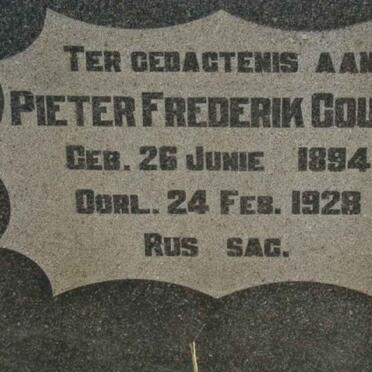 TER GEDACTENIS AAN
PIETER FREDERIK
GEB. 26 JUNIE 1894
OORL. 24 FEB. 1928
RUS SAG.